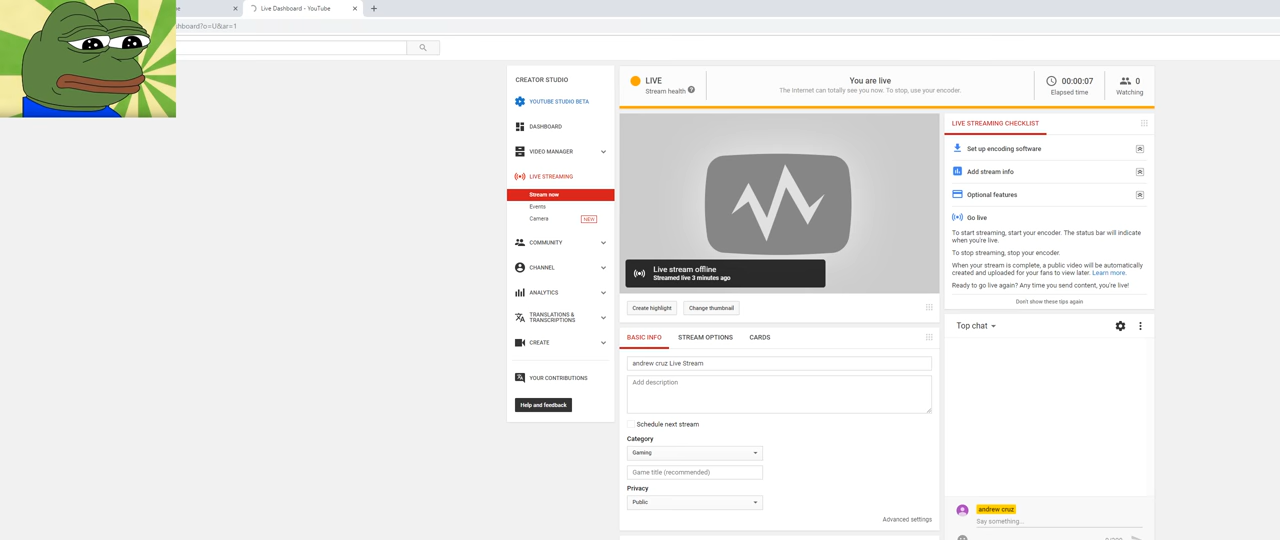 Live Dashboard - YouTube
hboard?o=U&ar=1
CREATOR STUDIO
YOUTUBE STUDIO BETA
DASHBOARD
VIDEO MANAGER
LIVE STREAMING
Stream now
Events
Camera NEW
COMMUNITY
CHANNEL
ANALYTICS
TRANSLATIONS &
TRANSCRIPTIONS
CREATE
YOUR CONTRIBUTIONS
Help and feedback
LIVE
Stream health
You are live
The Internet can totally see you now. To stop, use your encoder.
00:00:07
Elapsed time
0
Watching
Live stream offline
Streamed live 3 minutes ago
Create highlight Change thumbnail
BASIC INFO STREAM OPTIONS CARDS
andrew cruz Live Stream
Add description
Schedule next stream
Category
Gaming
Game title (recommended)
Privacy
Public
Advanced settings
LIVE STREAMING CHECKLIST
Set up encoding software
Add stream info
Optional features
Go live
To start streaming, start your encoder. The status bar will indicate
when you're live.
To stop streaming, stop your encoder.
When your stream is complete, a public video will be automatically
created and uploaded for your fans to view later. Learn more.
Ready to go live again? Any time you send content, you're live!
Don't show these tips again
Top chat
andrew cruz
Say something...